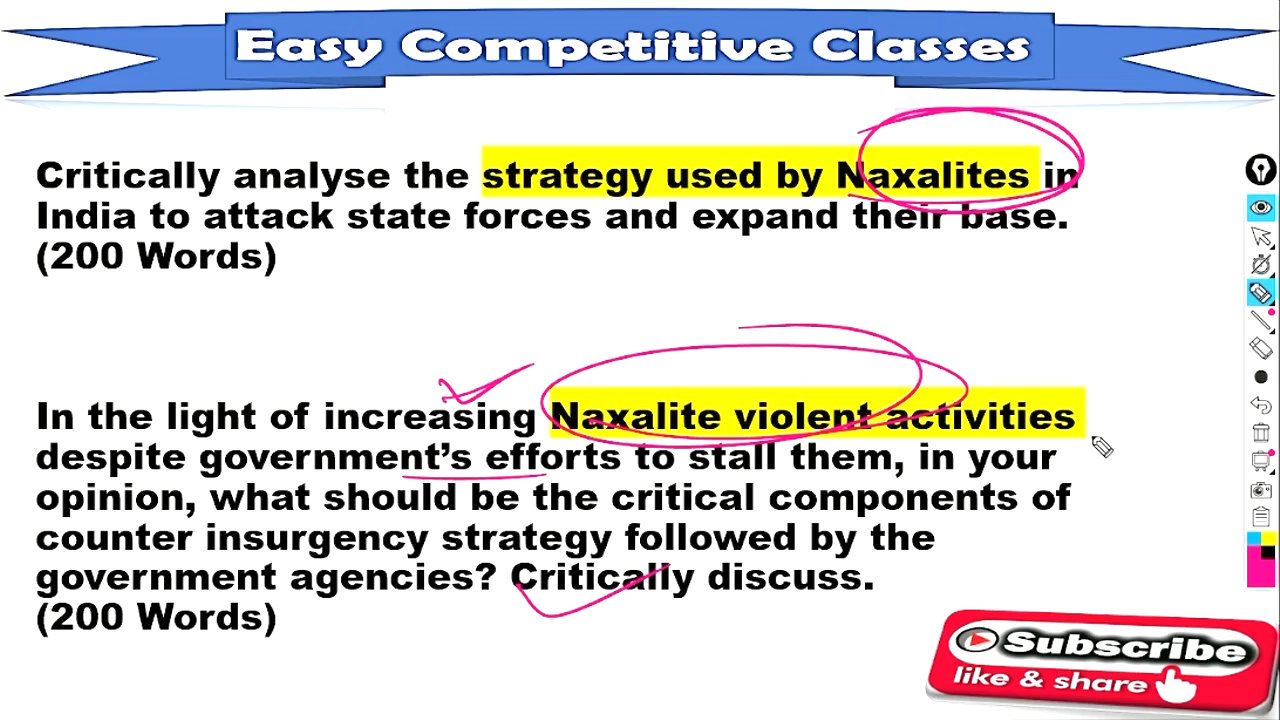 Easy Competitive Classes
Critically analyse the strategy used by Naxalites in
India to attack state forces and expand their base.
(200 Words)
In the light of increasing Naxalite violent activities
despite government’s efforts to stall them, in your
opinion, what should be the critical components of
counter insurgency strategy followed by the
government agencies? Critically discuss.
(200 Words)
Subscribe
like & share